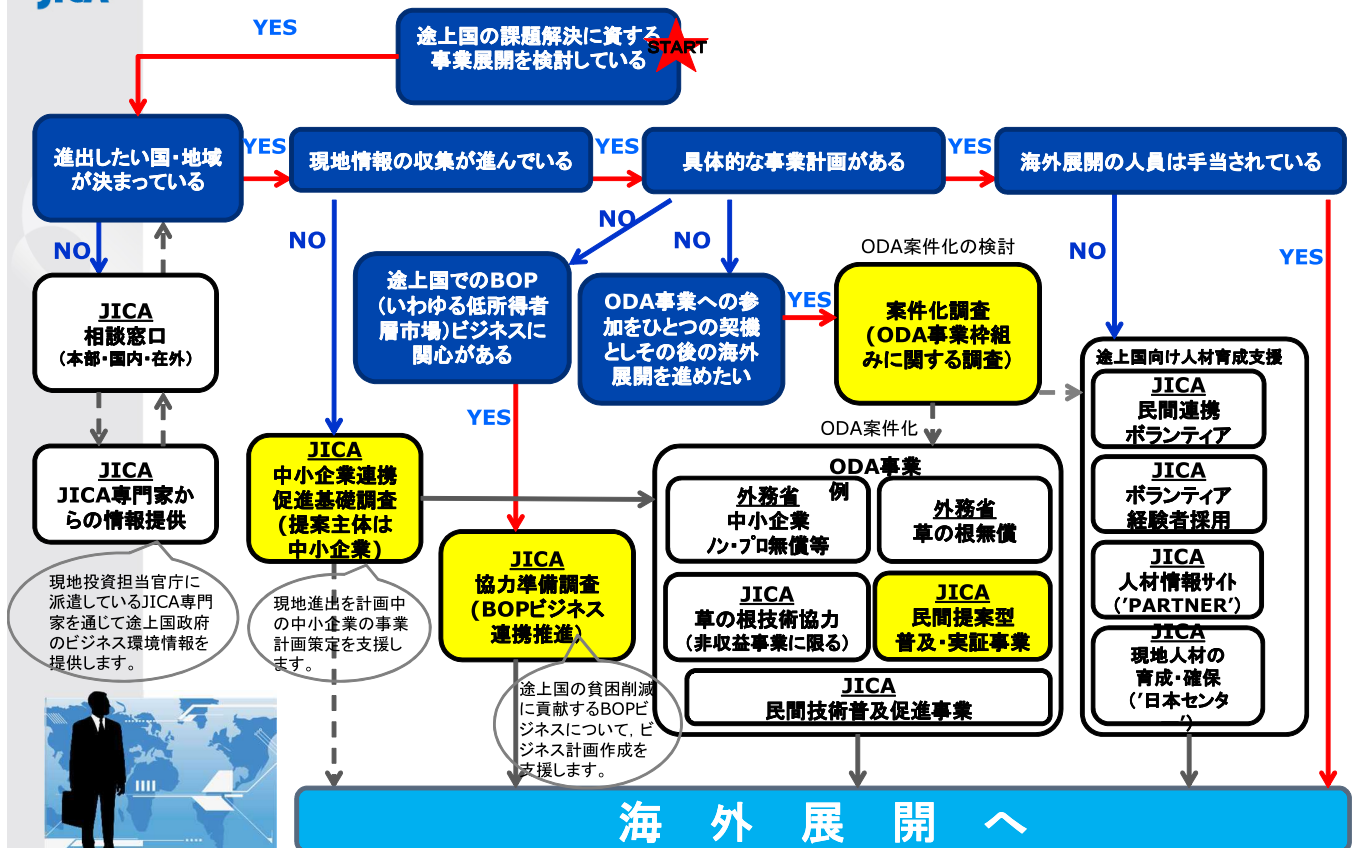 JICA
YES
途上国の課題解決に資する
START
事業展開を検討している
進出したい国・地域
が決まっている
YES
現地情報の収集が進んでいる
YES
具体的な事業計画がある
YES
海外展開の人員は手当されている
NO
NO
NO
NO
NO
YES
JICA
相談窓口
(本部・国内・在外)
途上国でのBOP
(いわゆる低所得者
層市場)ビジネスに
関心がある
ODA事業への参
加をひとつの契機
としその後の海外
展開を進めたい
YES
ODA案件化の検討
案件化調査
(ODA事業枠組
みに関する調査)
YES
ODA案件化
JICA
JICA専門家か
らの情報提供
現地投資担当官庁に
派遣しているJICA専門
家を通じて途上国政府
のビジネス環境情報を
提供します。
JICA
中小企業連携
促進基礎調査
(提案主体は
中小企業)
現地進出を計画中
の中小企業の事業
計画策定を支援し
ます。
JICA
協力準備調査
(BOPビジネス
連携推進)
途上国の貧困削減
に貢献するBOPビ
ジネスについて,ビ
ジネス計画作成を
支援します。
ODA事業
例
外務省
中小企業
ノン・プロ無償等
外務省
草の根無償
JICA
草の根技術協力
(非収益事業に限る)
JICA
民間提案型
普及・実証事業
JICA
民間技術普及促進事業
途上国向け人材育成支援
JICA
民間連携
ボランティア
JICA
ボランティア
経験者採用
JICA
人材情報サイト
('PARTNER')
JICA
現地人材の
育成・確保
('日本センタ
')
海外展開へ